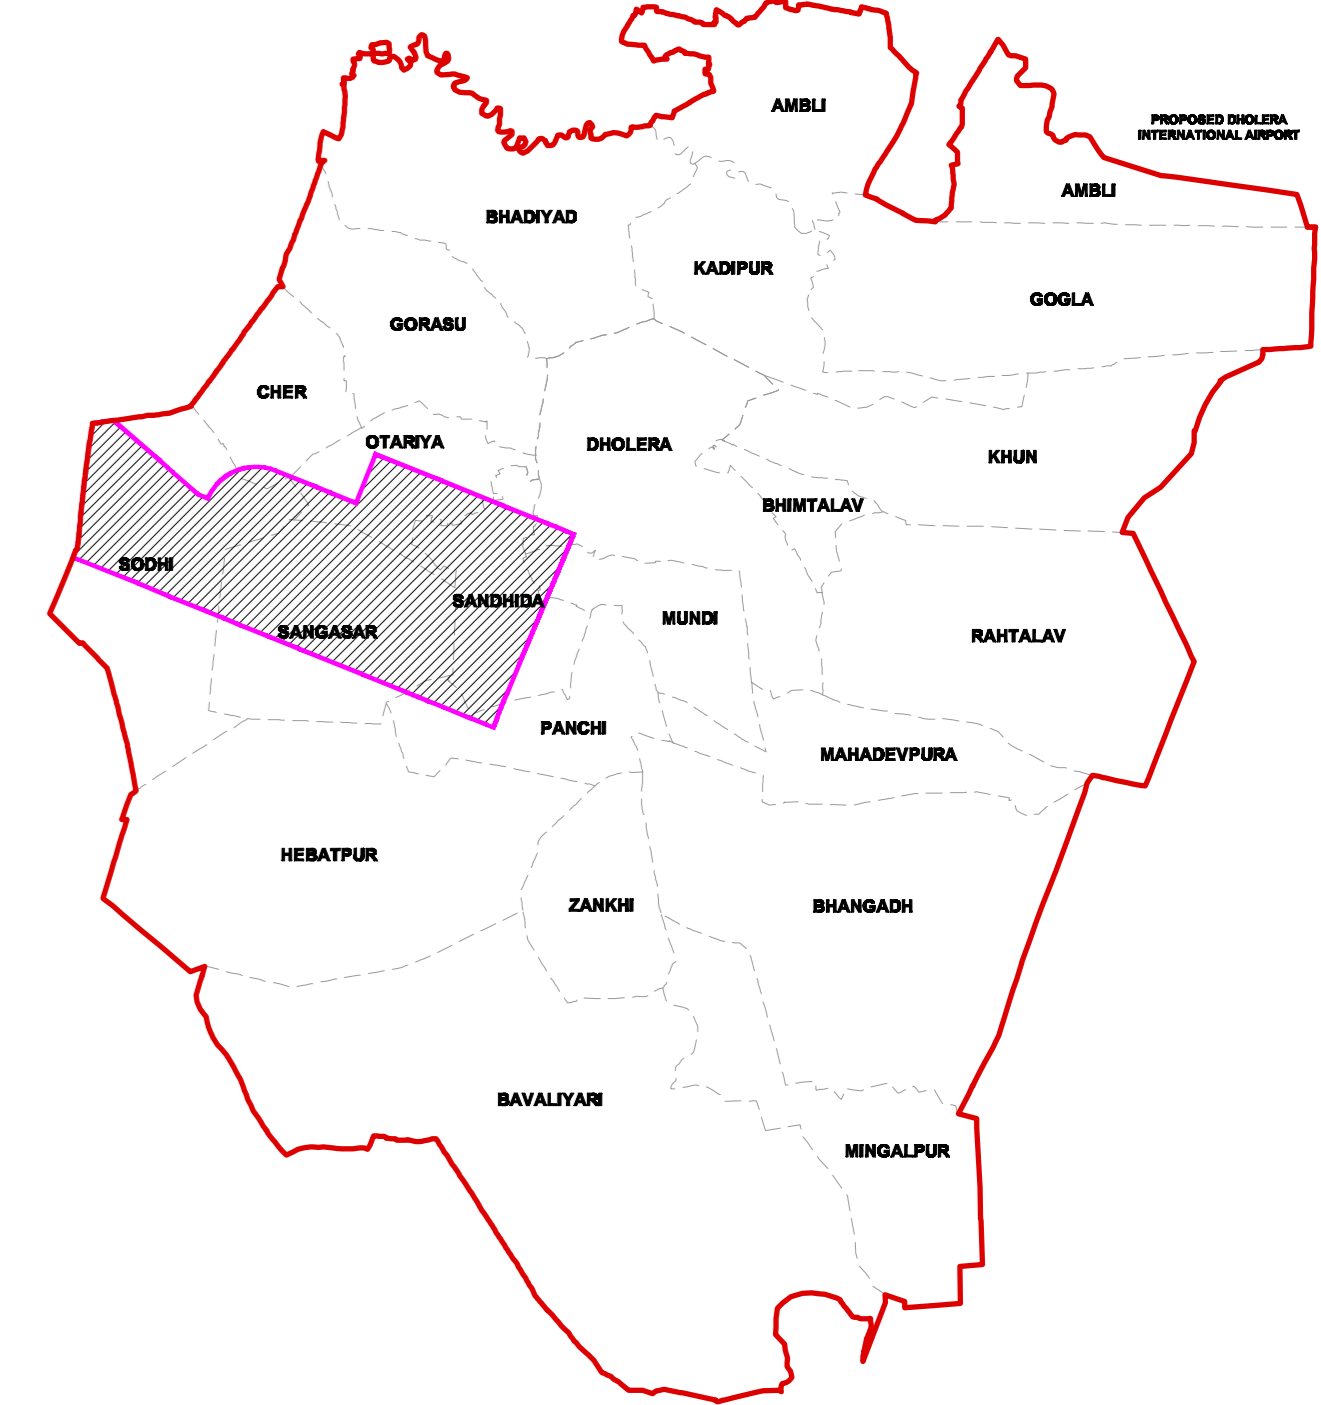 AMBLI
PROPOSED DHOLERA
INTERNATIONAL AIRPORT
AMBLI
BHADIYAD
KADIPUR
GOGLA
GORASU
CHER
OTARIYA
DHOLERA
KHUN
BHIMTALAV
SODHI
SANDHIDA
MUNDI
SANGASAR
RAHTALAV
PANCHI
MAHADEVPURA
HEBATPUR
ZANKHI
BHANGADH
BAVALIYARI
MINGALPUR